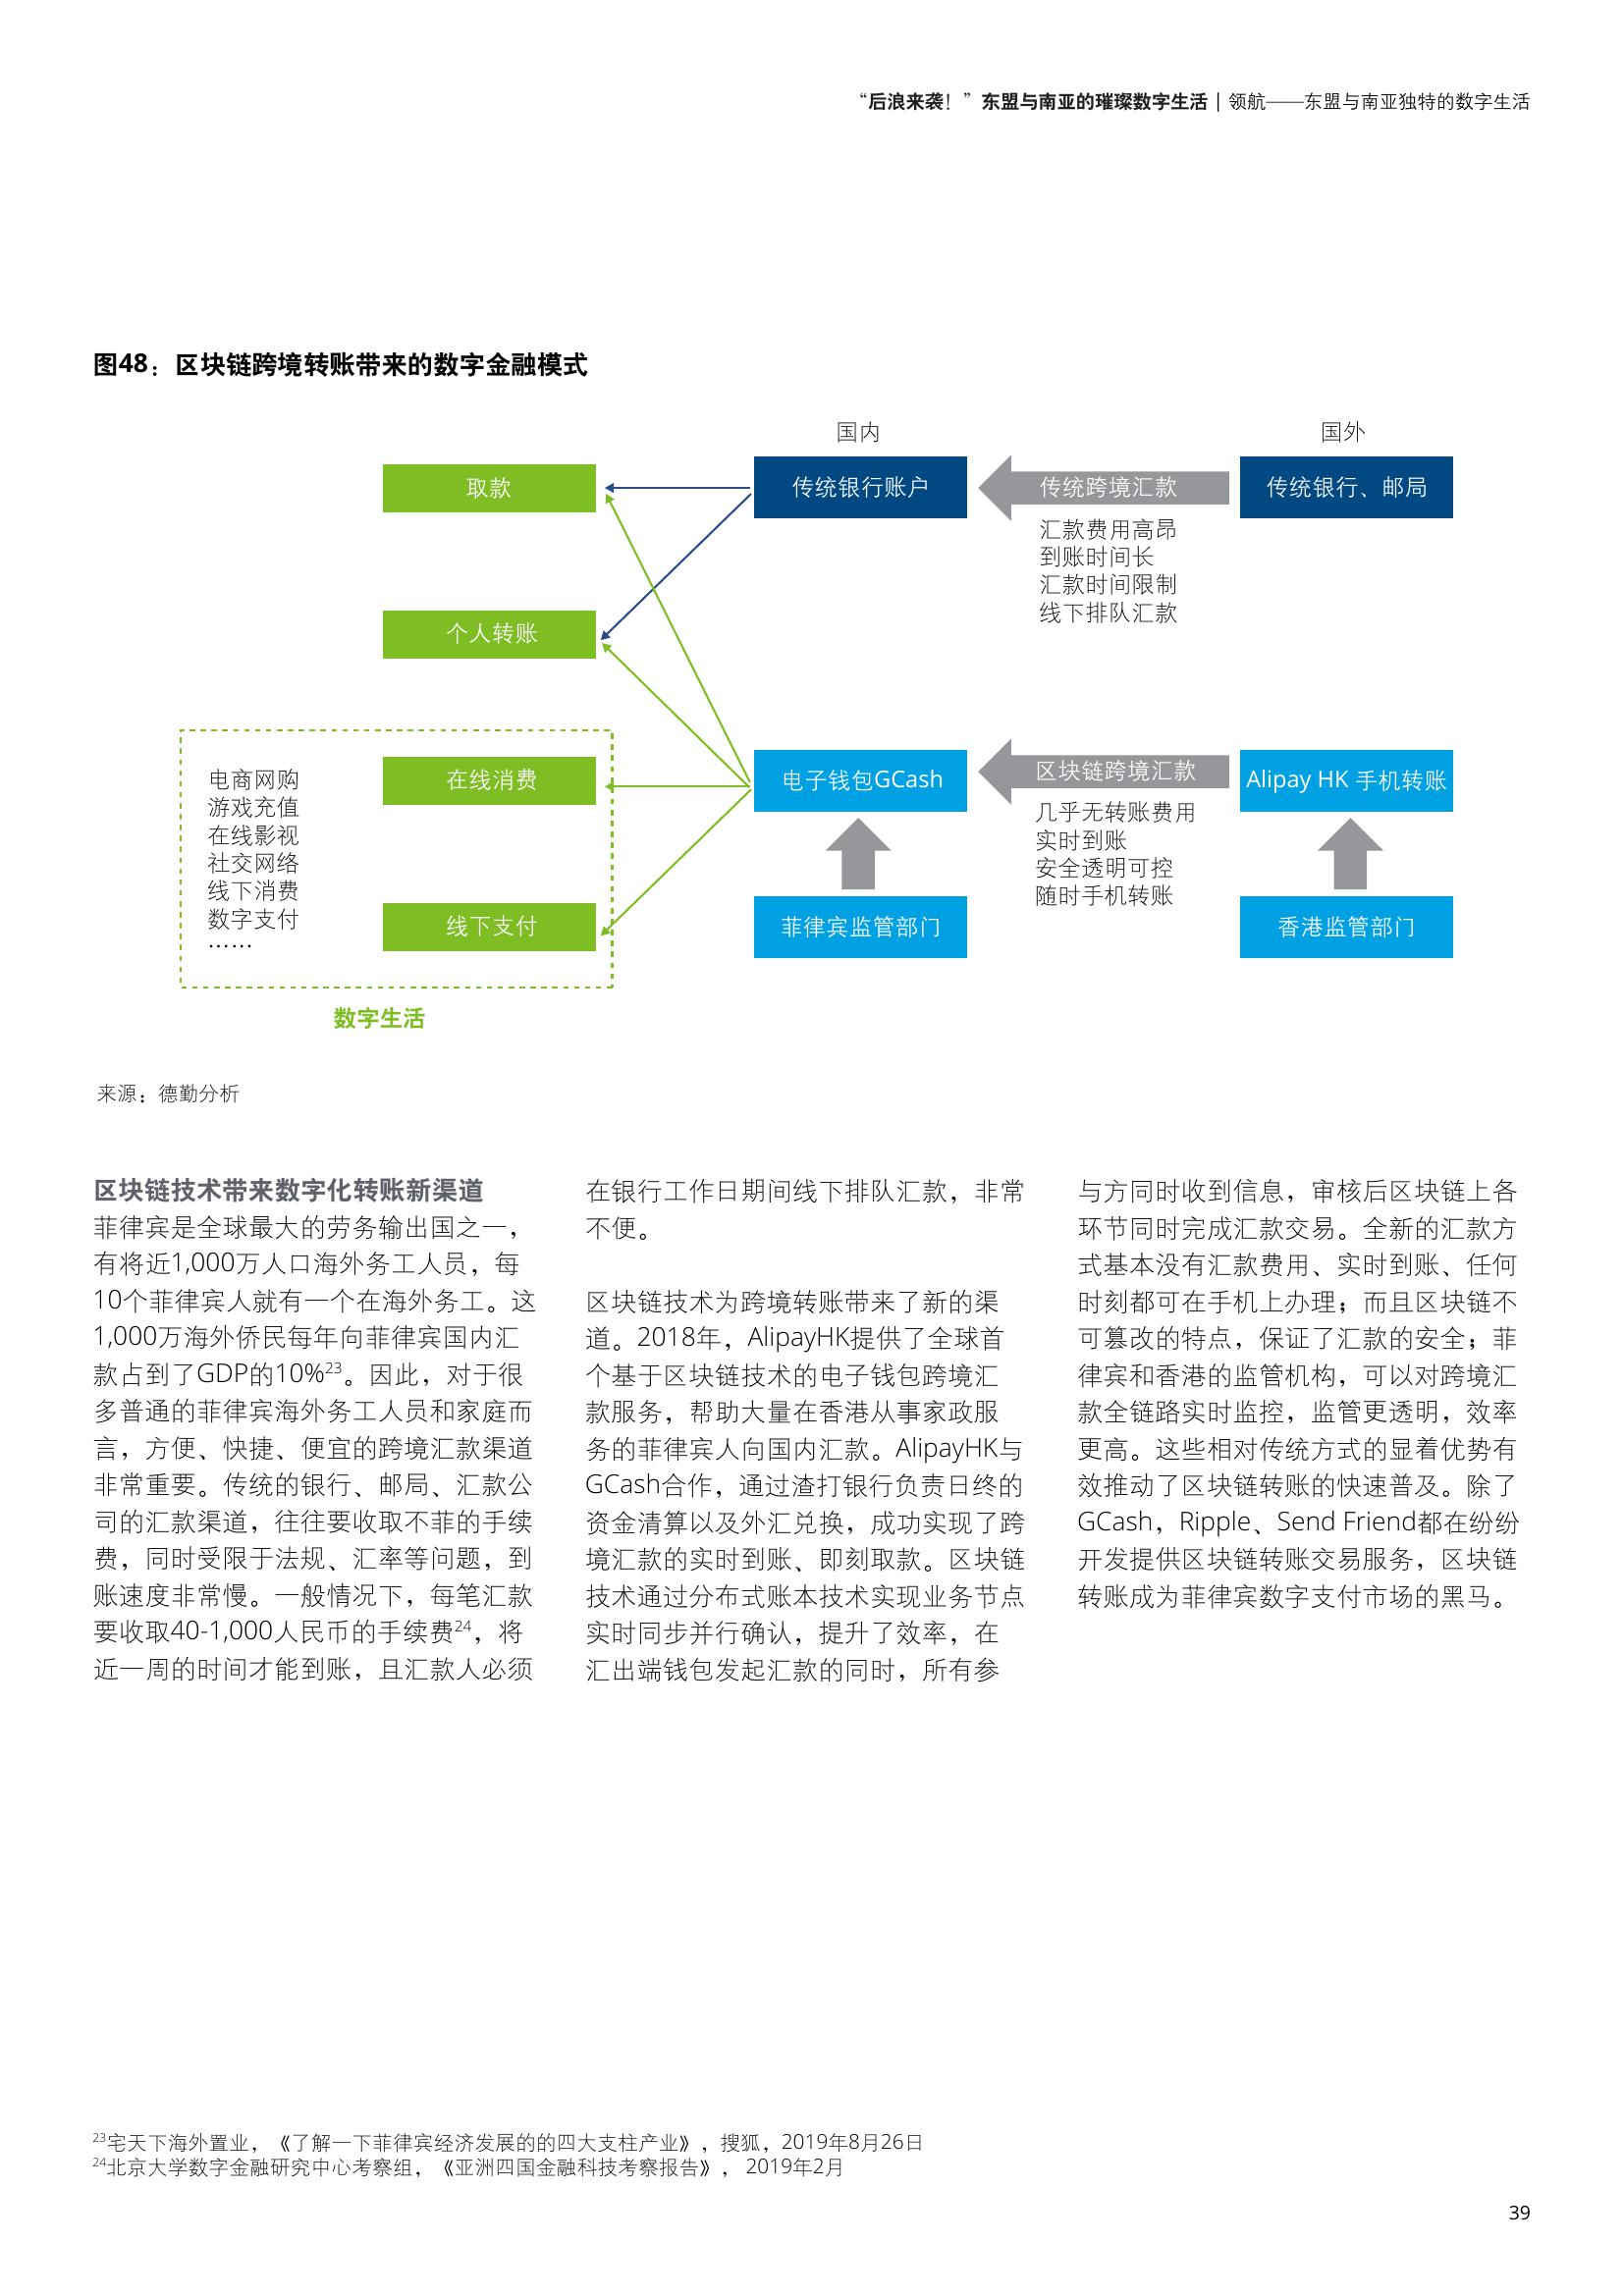 “后浪来袭！”东盟与南亚的璀璨数字生活 | 领航——东盟与南亚独特的数字生活
图48：区块链跨境转账带来的数字金融模式
国内
国外
取款
传统银行账户
传统跨境汇款
传统银行、邮局
汇款费用高昂
到账时间长
汇款时间限制
线下排队汇款
个人转账
电商网购
游戏充值
在线影视
社交网络
线下消费
数字支付
……
在线消费
电子钱包GCash
区块链跨境汇款
Alipay HK 手机转账
几乎无转账费用
实时到账
安全透明可控
随时手机转账
线下支付
菲律宾监管部门
香港监管部门
数字生活
来源：德勤分析
区块链技术带来数字化转账新渠道
菲律宾是全球最大的劳务输出国之一，
有将近1,000万人口海外务工人员，每
10个菲律宾人就有一个在海外务工。这
1,000万海外侨民每年向菲律宾国内汇
款占到了GDP的10%23。因此，对于很
多普通的菲律宾海外务工人员和家庭而
言，方便、快捷、便宜的跨境汇款渠道
非常重要。传统的银行、邮局、汇款公
司的汇款渠道，往往要收取不菲的手续
费，同时受限于法规、汇率等问题，到
账速度非常慢。一般情况下，每笔汇款
要收取40-1,000人民币的手续费24，将
近一周的时间才能到账，且汇款人必须
在银行工作日期间线下排队汇款，非常
不便。
区块链技术为跨境转账带来了新的渠
道。2018年，AlipayHK提供了全球首
个基于区块链技术的电子钱包跨境汇
款服务，帮助大量在香港从事家政服
务的菲律宾人向国内汇款。AlipayHK与
GCash合作，通过渣打银行负责日终的
资金清算以及外汇兑换，成功实现了跨
境汇款的实时到账、即刻取款。区块链
技术通过分布式账本技术实现业务节点
实时同步并行确认，提升了效率，在
汇出端钱包发起汇款的同时，所有参
与方同时收到信息，审核后区块链上各
环节同时完成汇款交易。全新的汇款方
式基本没有汇款费用、实时到账、任何
时刻都可在手机上办理；而且区块链不
可篡改的特点，保证了汇款的安全；菲
律宾和香港的监管机构，可以对跨境汇
款全链路实时监控，监管更透明，效率
更高。这些相对传统方式的显着优势有
效推动了区块链转账的快速普及。除了
GCash，Ripple、Send Friend都在纷纷
开发提供区块链转账交易服务，区块链
转账成为菲律宾数字支付市场的黑马。
23宅天下海外置业，《了解一下菲律宾经济发展的的四大支柱产业》，搜狐，2019年8月26日
24北京大学数字金融研究中心考察组，《亚洲四国金融科技考察报告》， 2019年2月
39